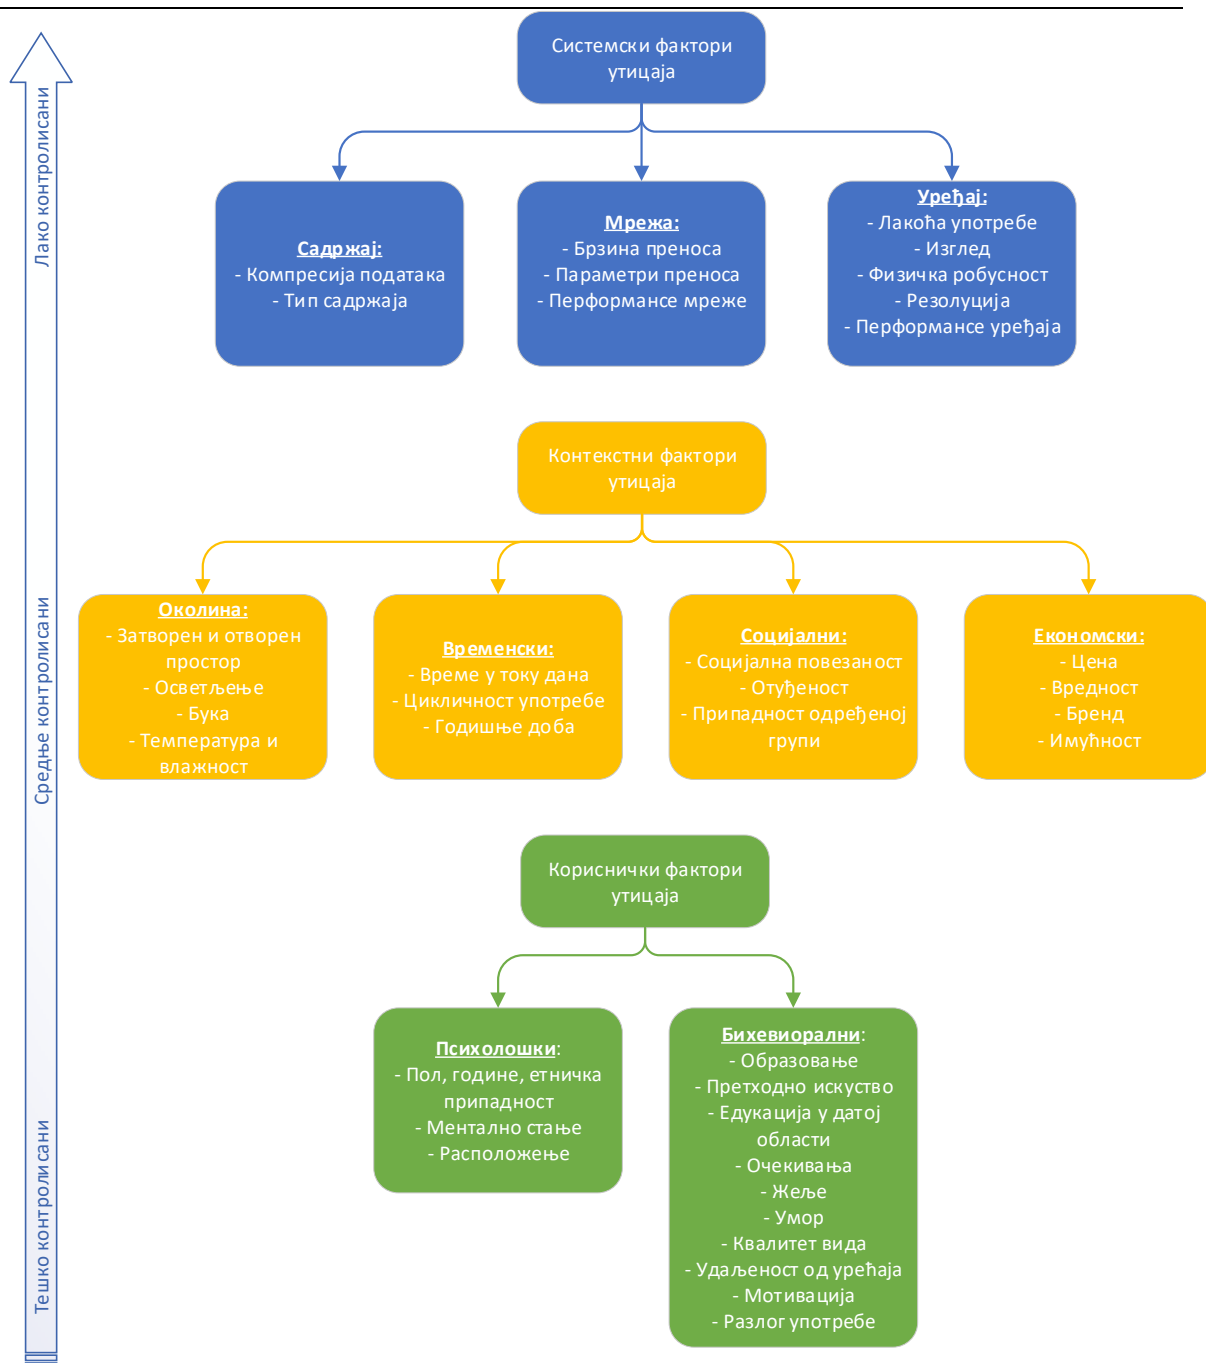 Лако контролисани
Средње контролисани
Тешко контролисани
Системски фактори
утицаја
Садржај:
- Компресија података
- Тип садржаја
Мрежа:
- Брзина преноса
- Параметри преноса
- Перформансе мреже
Уређај:
- Лакоћа употребе
- Изглед
- Физичка робусност
- Резолуција
- Перформансе уређаја
Контекстни фактори
утицаја
Околина:
- Затворен и отворен
простор
- Осветљење
- Бука
- Температура и
влажност
Временски:
- Време у току дана
- Цикличност употребе
- Годишње доба
Социјални:
- Социјална повезаност
- Отуђеност
- Припадност одређеној
групи
Економски:
- Цена
- Вредност
- Бренд
- Имућност
Кориснички фактори
утицаја
Психолошки:
- Пол, године, етничка
припадност
- Ментално стање
- Расположење
Бихевиорални:
- Образовање
- Претходно искуство
- Едукација у датој
области
- Очекивања
- Жеље
- Умор
- Квалитет вида
- Удаљеност од урећаја
- Мотивација
- Разлог употребе